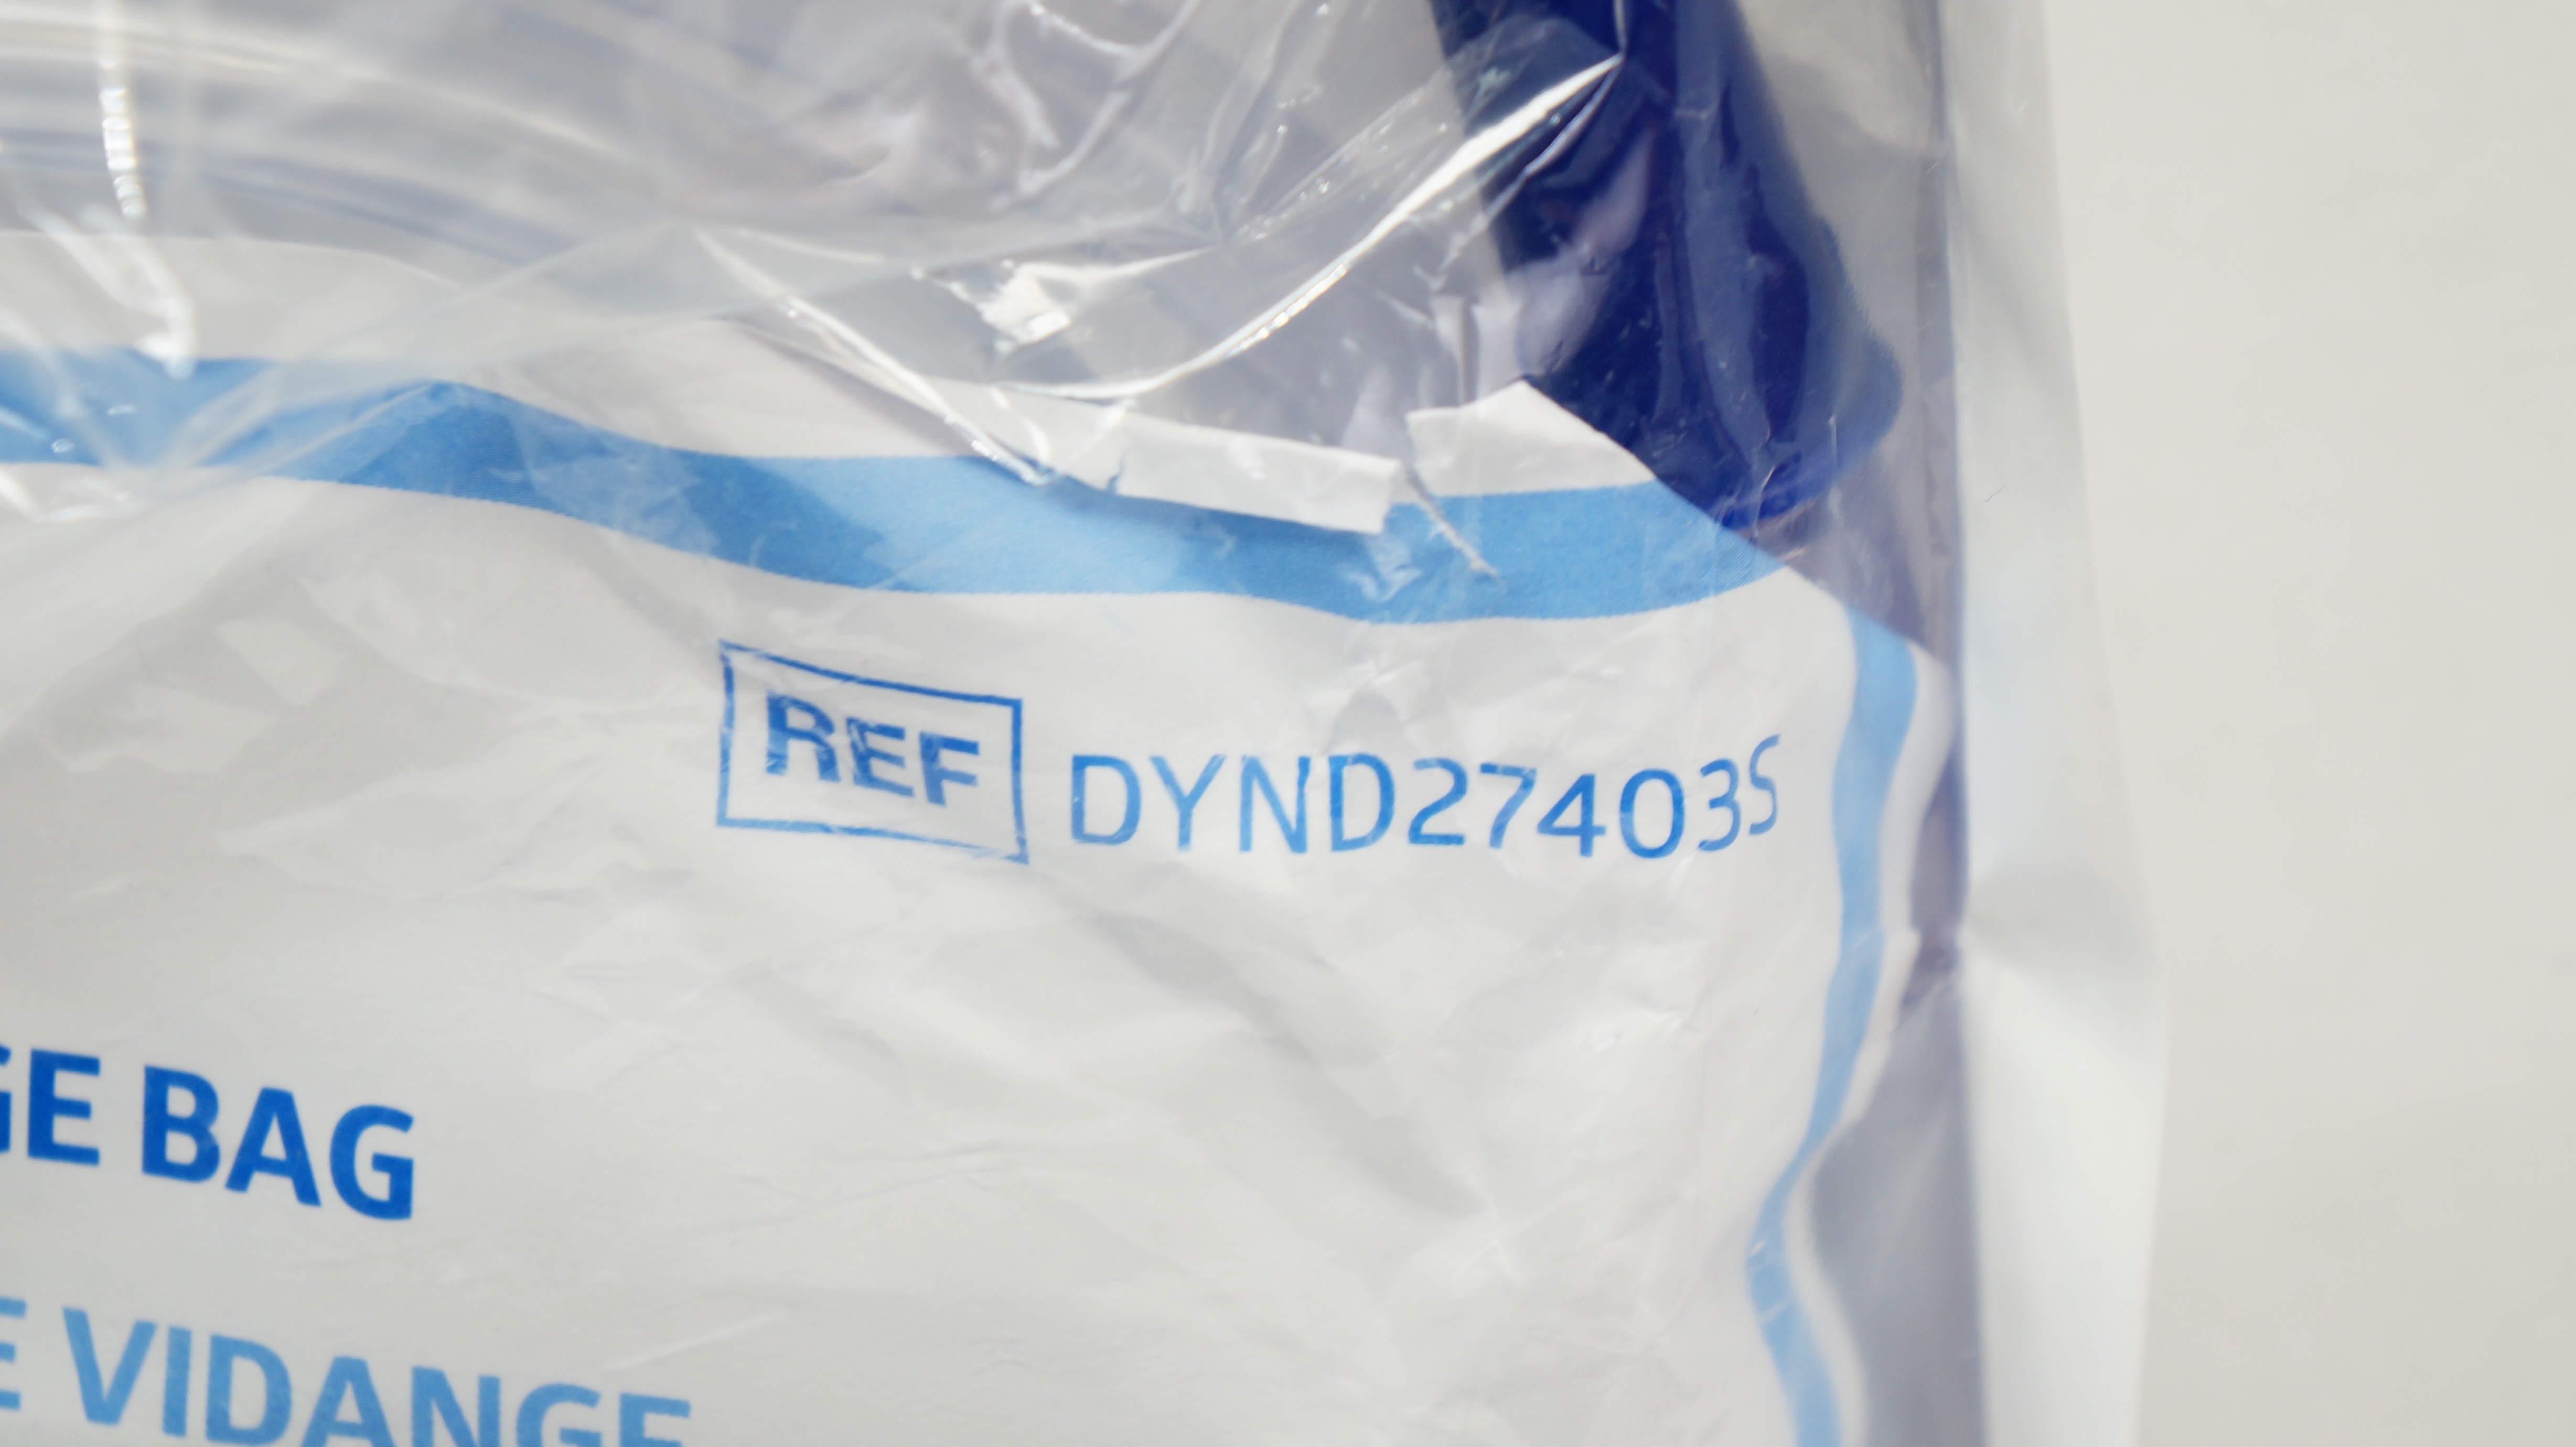 REF DYND27403S
GE BAG
E VIDANGE